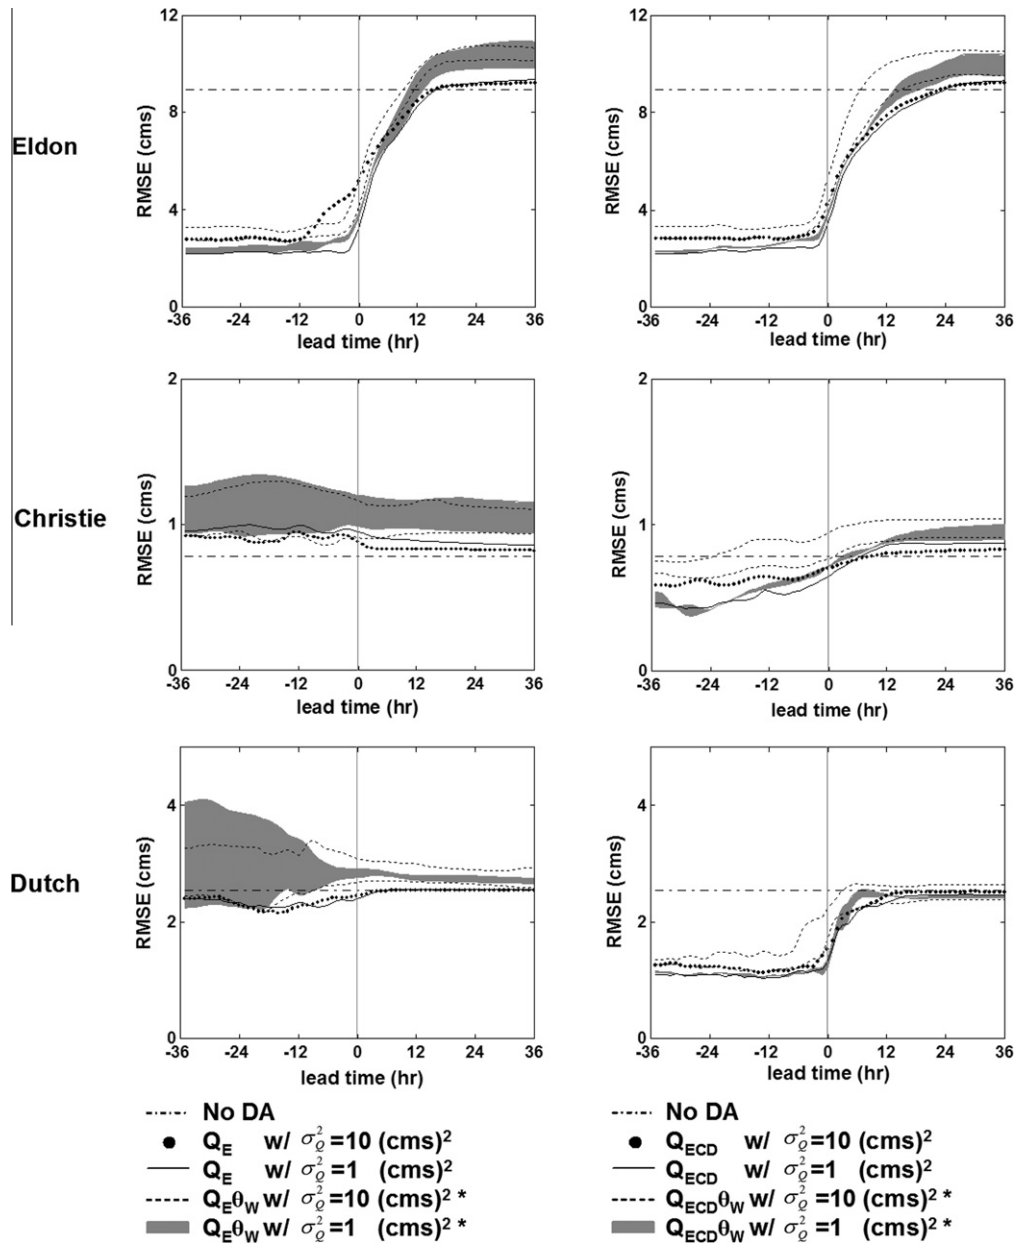 Eldon
12
8
4
0
RMSE (cms)
-36 -24 -12 0 12 24 36
lead time (hr)
12
8
4
0
RMSE (cms)
-36 -24 -12 0 12 24 36
lead time (hr)
Christie
2
1
0
RMSE (cms)
-36 -24 -12 0 12 24 36
lead time (hr)
2
1
0
RMSE (cms)
-36 -24 -12 0 12 24 36
lead time (hr)
Dutch
4
2
0
RMSE (cms)
-36 -24 -12 0 12 24 36
lead time (hr)
4
2
0
RMSE (cms)
-36 -24 -12 0 12 24 36
lead time (hr)
No DA
Q_E w/ σ_Q^2=10 (cms)^2
Q_E w/ σ_Q^2=1 (cms)^2
Q_Eθ_W w/ σ_Q^2=10 (cms)^2 *
Q_Eθ_W w/ σ_Q^2=1 (cms)^2 *
No DA
Q_ECD w/ σ_Q^2=10 (cms)^2
Q_ECD w/ σ_Q^2=1 (cms)^2
Q_ECDθ_W w/ σ_Q^2=10 (cms)^2 *
Q_ECDθ_W w/ σ_Q^2=1 (cms)^2 *